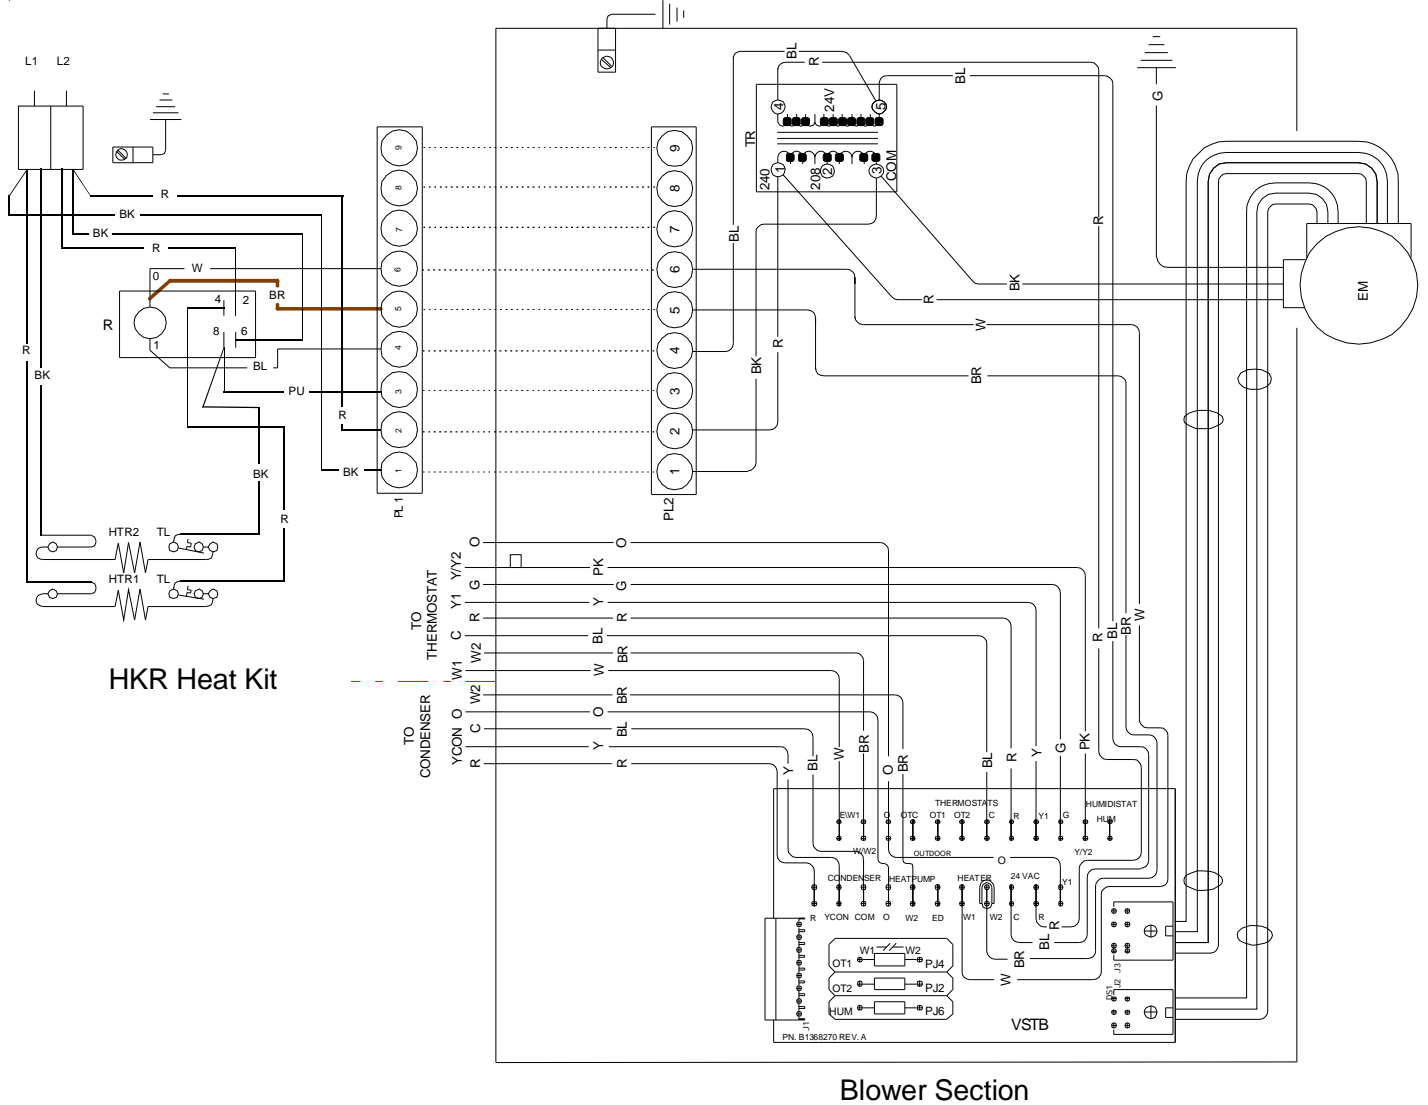 L1 L2
R
BK
BK
R
W
0
BR
4 2
R
8 6
1
BL
PU
R
BK
R
BK
BK
R
HTR2 TL
HTR1 TL
HKR Heat Kit
9
8
7
6
5
4
3
2
1
PL1
9
8
7
6
5
4
3
2
1
PL2
BL
R
BL
4 24V 5
TR
240 1 208 2 3 COM
G
BL
R
BK
R
R
BK
W
BR
EM
TO THERMOSTAT
O O
Y/Y2 PK
G G
Y1 Y
R R
C BL
W2 BR
W1 W
TO CONDENSER
W2 BR
O O
C BL
YCON Y
R R
R
BL
BR
W
Y BL W BR O BR BL R Y G PK
THERMOSTATS HUMIDISTAT
E\W1 O OTC OT1 OT2 C R Y1 G HUM
W/W2 OUTDOOR O Y/Y2
CONDENSER HEATPUMP HEATER 24 VAC Y1
R YCON COM O W2 ED W1 W2 C R
R
BL
BR
W
W1 W2
OT1 PJ4
OT2 PJ2
HUM PJ6
J1
J3
J2
DS1
VSTB
PN. B1368270 REV. A
Blower Section